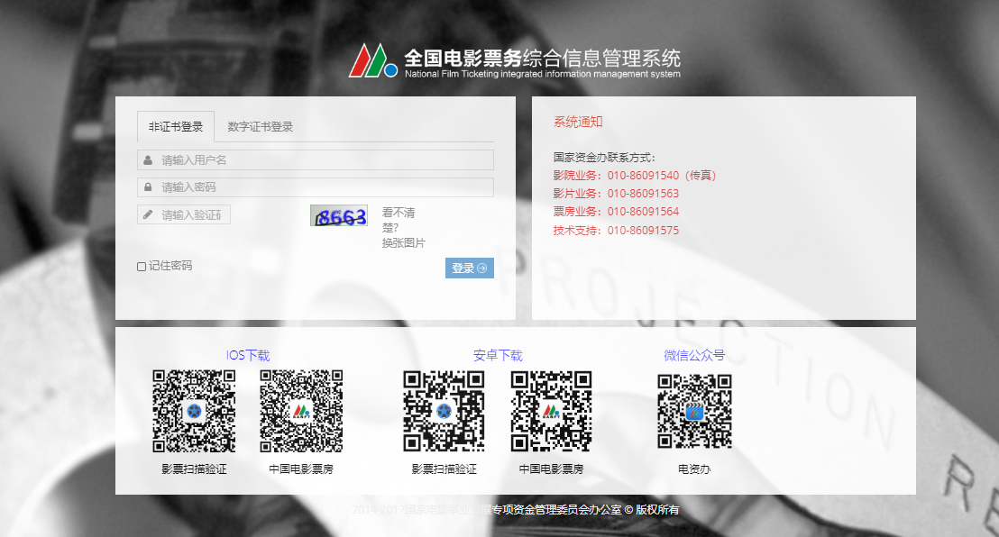 全国电影票务综合信息管理系统
National Film Ticketing integrated information management system
非证书登录 数字证书登录
请输入用户名
请输入密码
请输入验证码
8663
看不清
楚?
换张图片
记住密码
登录
系统通知
国家资金办联系方式：
影院业务：010-86091540（传真）
影片业务：010-86091563
票房业务：010-86091564
技术支持：010-86091575
PROJECTION RE
IOS下载 安卓下载 微信公众号
影票扫描验证 中国电影票房 影票扫描验证 中国电影票房 电资办
2014-2017国家电影事业发展专项资金管理委员会办公室 © 版权所有